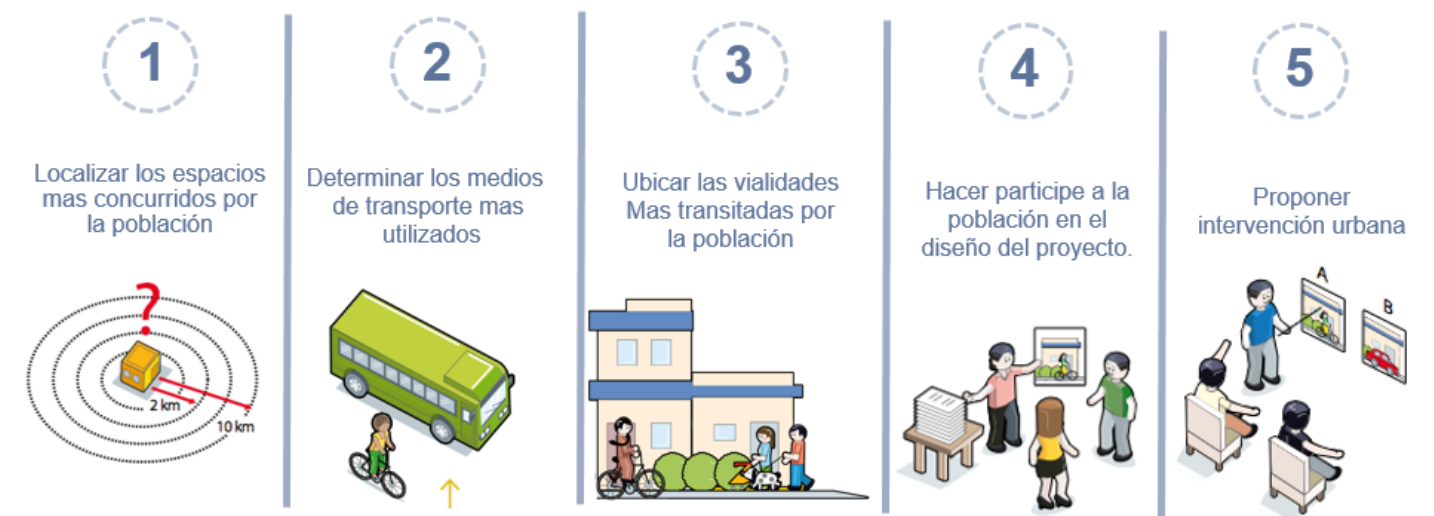 1
Localizar los espacios
mas concurridos por
la población
?
2 km
10 km
2
Determinar los medios
de transporte mas
utilizados
3
Ubicar las vialidades
Mas transitadas por
la población
4
Hacer participe a la
población en el
diseño del proyecto.
5
Proponer
intervención urbana
A
B